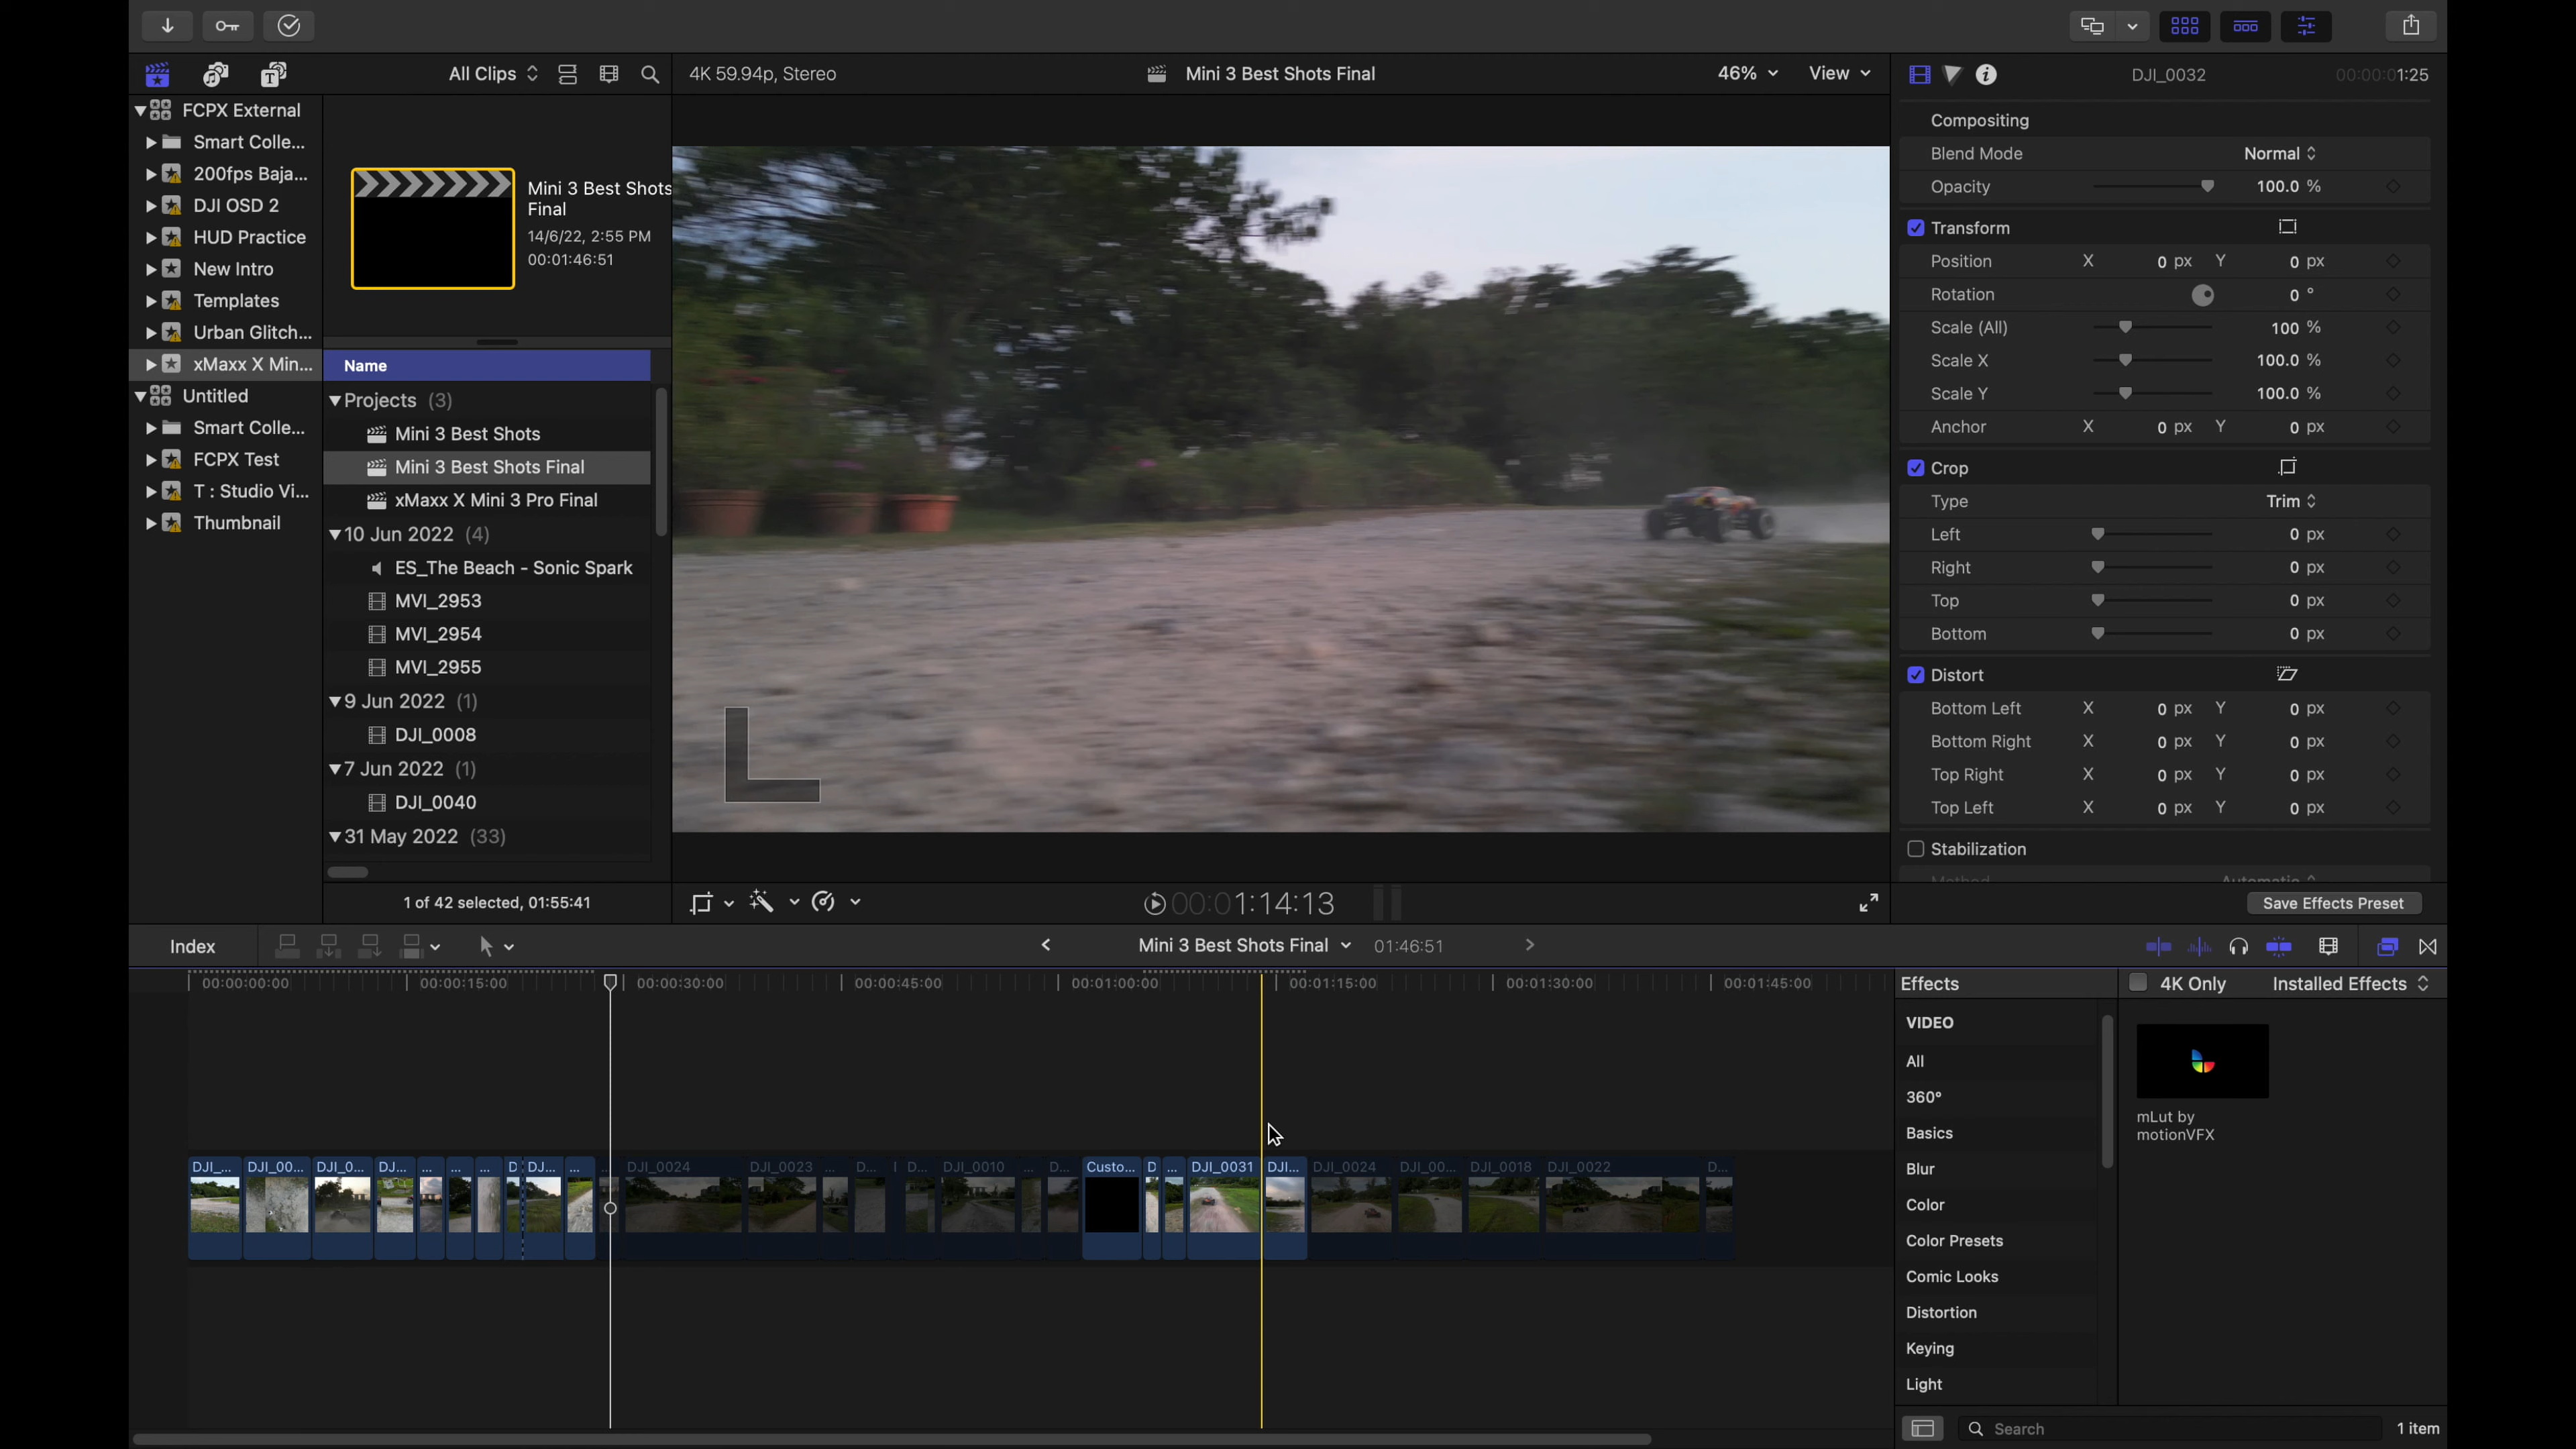 All Clips
4K 59.94p, Stereo
Mini 3 Best Shots Final
46%
View
DJI_0032
00:00:01:25
FCPX External
Smart Colle...
200fps Baja...
DJI OSD 2
HUD Practice
New Intro
Templates
Urban Glitch...
xMaxx X Min...
Untitled
Smart Colle...
FCPX Test
T : Studio Vi...
Thumbnail
Mini 3 Best Shots
Final
14/6/22, 2:55 PM
00:01:46:51
Name
Projects (3)
Mini 3 Best Shots
Mini 3 Best Shots Final
xMaxx X Mini 3 Pro Final
10 Jun 2022 (4)
ES_The Beach - Sonic Spark
MVI_2953
MVI_2954
MVI_2955
9 Jun 2022 (1)
DJI_0008
7 Jun 2022 (1)
DJI_0040
31 May 2022 (33)
1 of 42 selected, 01:55:41
00:01:14:13
Compositing
Blend Mode Normal
Opacity 100.0 %
Transform
Position X 0 px Y 0 px
Rotation 0 °
Scale (All) 100 %
Scale X 100.0 %
Scale Y 100.0 %
Anchor X 0 px Y 0 px
Crop
Type Trim
Left 0 px
Right 0 px
Top 0 px
Bottom 0 px
Distort
Bottom Left X 0 px Y 0 px
Bottom Right X 0 px Y 0 px
Top Right X 0 px Y 0 px
Top Left X 0 px Y 0 px
Stabilization
Method Automatic
Save Effects Preset
Index
Mini 3 Best Shots Final 01:46:51
00:00:00:00 00:00:15:00 00:00:30:00 00:00:45:00 00:01:00:00 00:01:15:00 00:01:30:00 00:01:45:00
DJI_... DJI_00... DJI_0... DJ... ... ... ... D DJ... ... ... DJI_0024 DJI_0023 ... D... I D... DJI_0010 ... D... Custo... D ... DJI_0031 DJI... DJI_0024 DJI_00... DJI_0018 DJI_0022 D...
Effects
4K Only
Installed Effects
VIDEO
All
360°
Basics
Blur
Color
Color Presets
Comic Looks
Distortion
Keying
Light
mLut by
motionVFX
Search
1 item